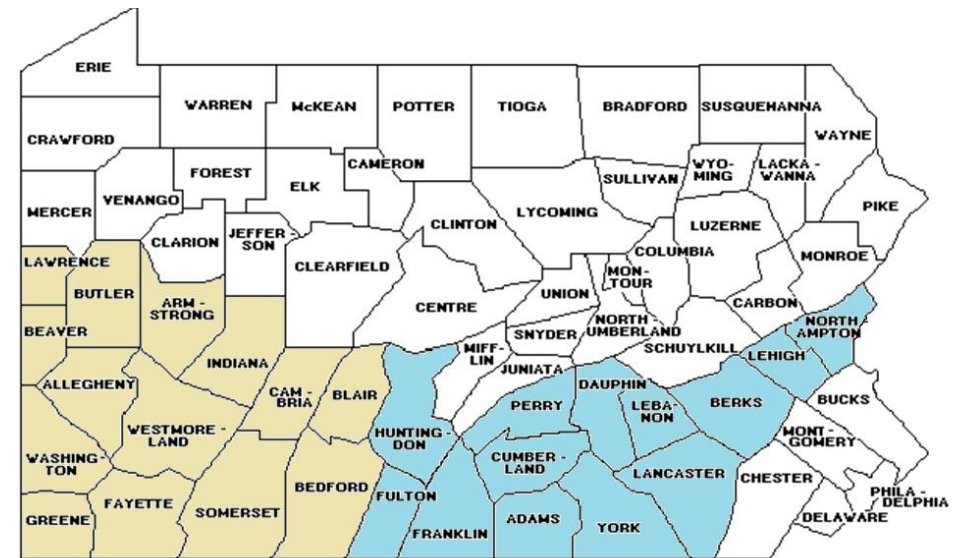 ERIE
WARREN
McKEAN
POTTER
TIOGA
BRADFORD
SUSQUEHANNA
CRAWFORD
WAYNE
CAMERON
FOREST
ELK
SULLIVAN
WYO-
MING
LACKA -
WANNA
VENANGO
MERCER
LYCOMING
PIKE
CLINTON
LUZERNE
CLARION
JEFFER -
SON
COLUMBIA
MONROE
LAWRENCE
CLEARFIELD
MON-
TOUR
BUTLER
UNION
CENTRE
CARBON
ARM -
STRONG
BEAVER
SNYDER
NORTH -
UMBERLAND
NORTH -
AMPTON
SCHUYLKILL
LEHIGH
INDIANA
MIFF-
LIN
JUNIATA
ALLEGHENY
CAM -
BRIA
BLAIR
DAUPHIN
PERRY
LEBA-
NON
BERKS
BUCKS
WESTMORE -
LAND
HUNTING -
DON
MONT -
GOMERY
WASHING -
TON
CUMBER -
LAND
LANCASTER
CHESTER
BEDFORD
FULTON
PHILA -
DELPHIA
FAYETTE
SOMERSET
GREENE
FRANKLIN
ADAMS
YORK
DELAWARE